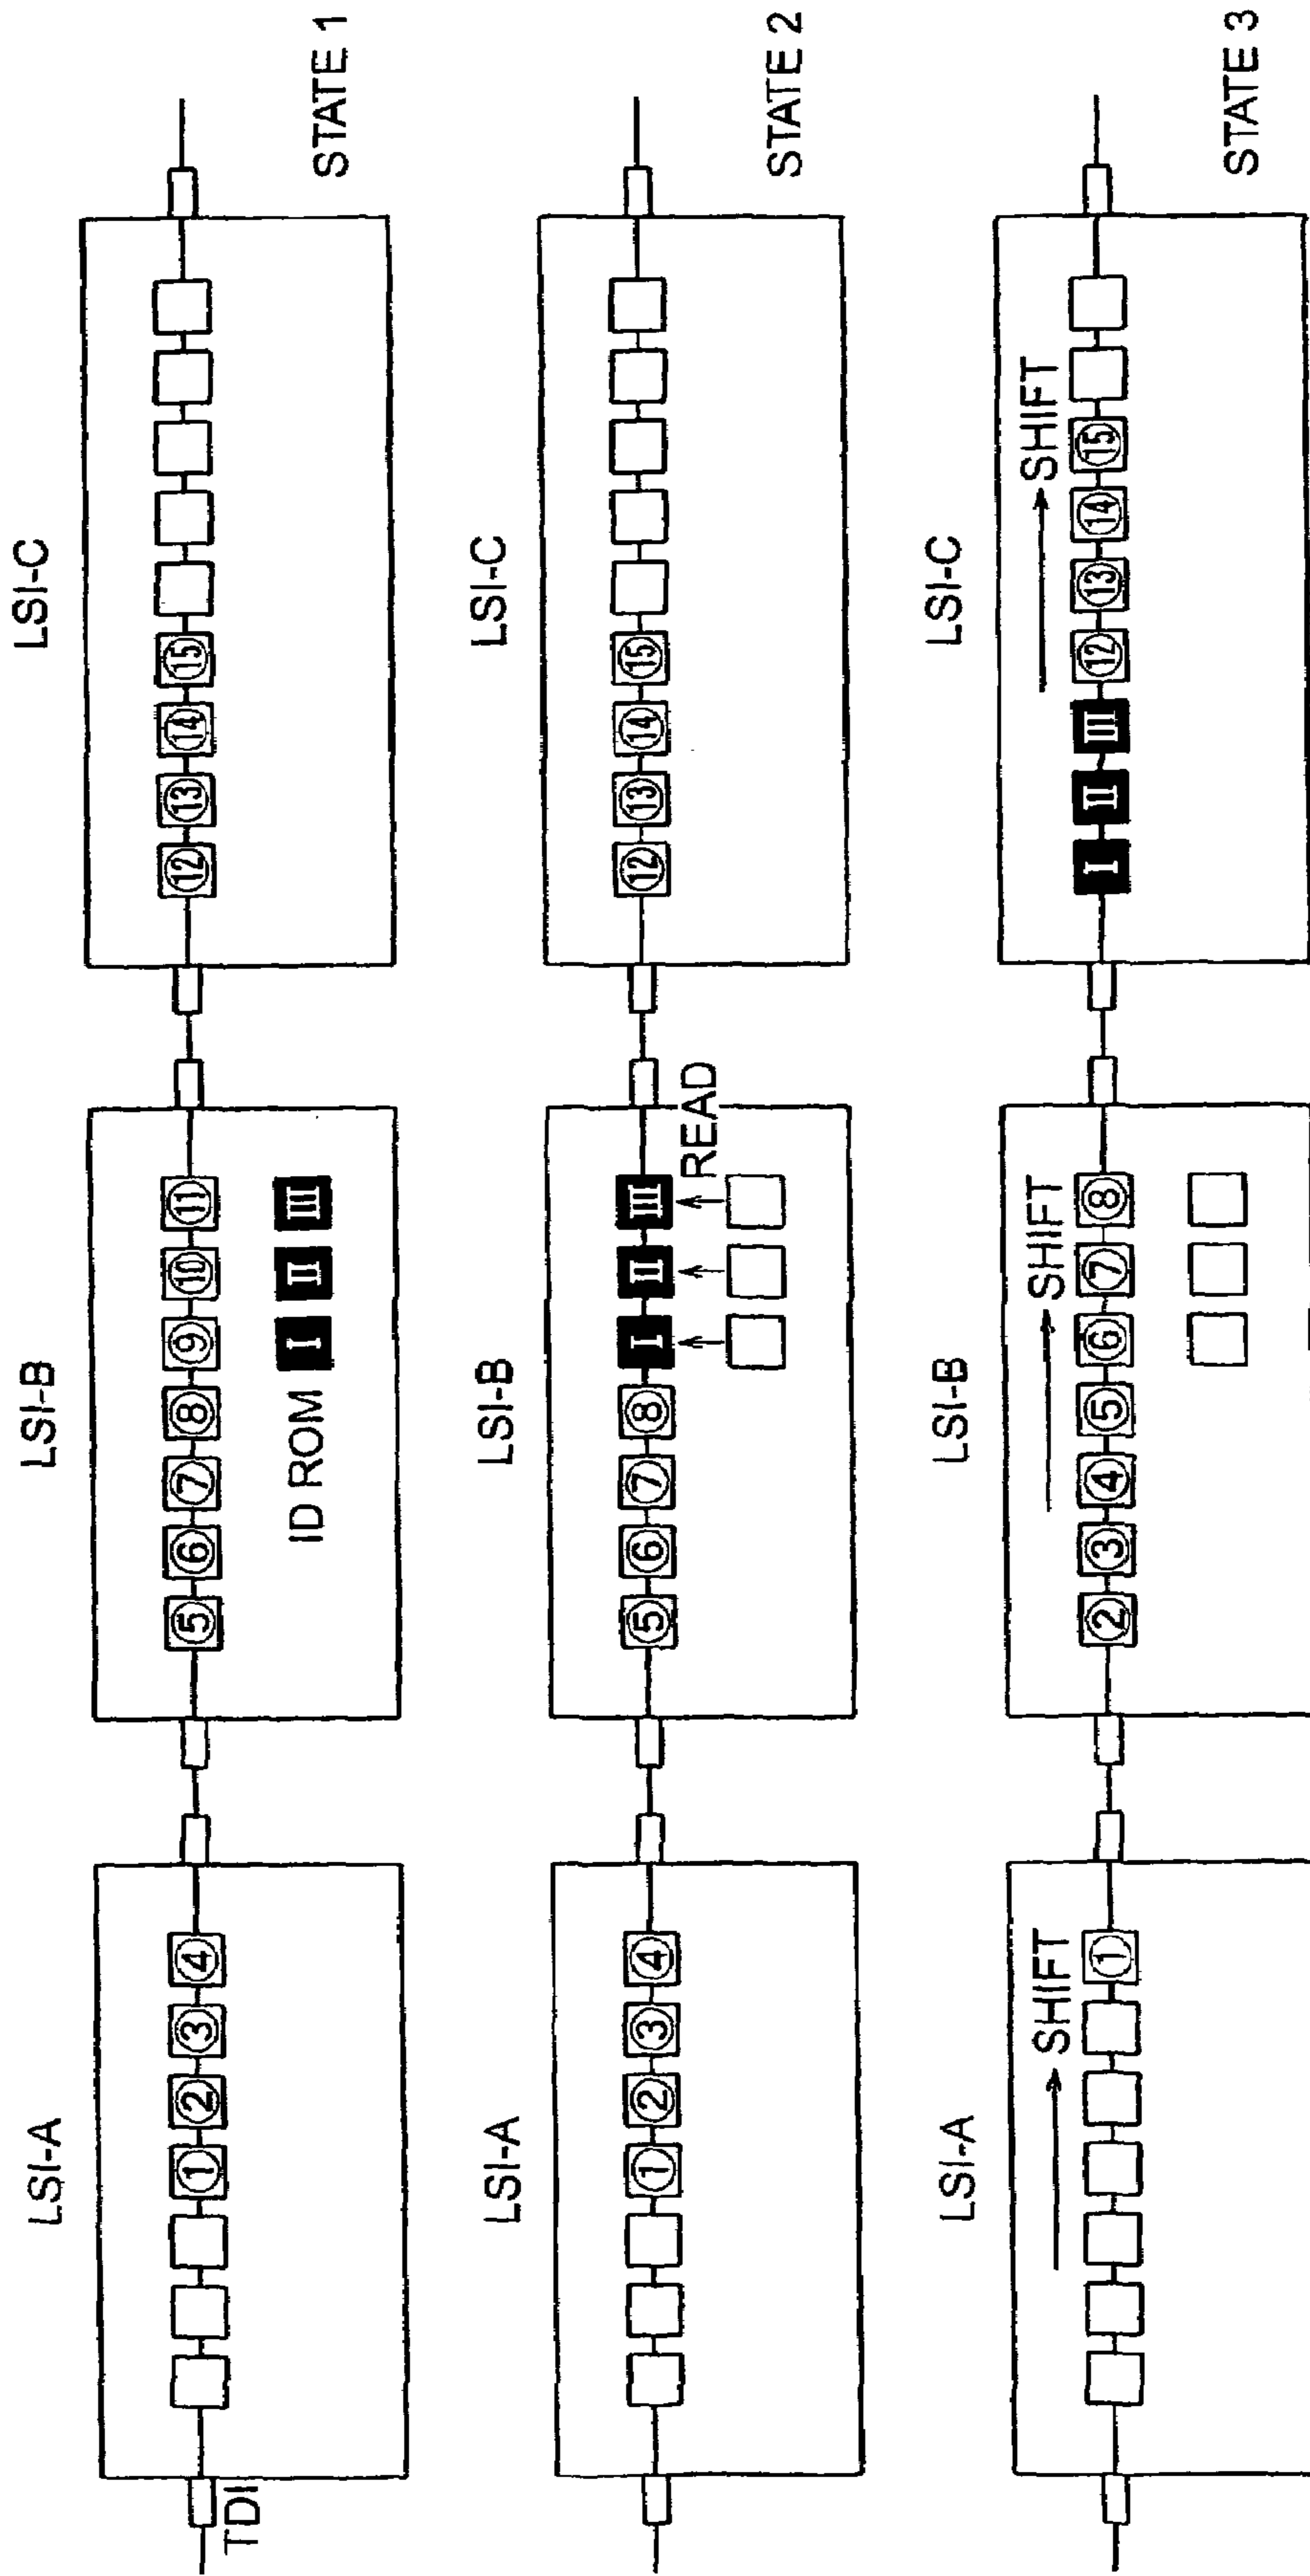 LSI-A LSI-B LSI-C
① ② ③ ④ ⑤ ⑥ ⑦ ⑧ ⑨ ⑩ ⑪ ⑫ ⑬ ⑭ ⑮
TDI
ID ROM I II III
STATE 1
LSI-A LSI-B LSI-C
① ② ③ ④ ⑤ ⑥ ⑦ ⑧ I II III ⑫ ⑬ ⑭ ⑮
READ
STATE 2
LSI-A LSI-B LSI-C
SHIFT SHIFT SHIFT
① ② ③ ④ ⑤ ⑥ ⑦ ⑧ I II III ⑫ ⑬ ⑭ ⑮
STATE 3